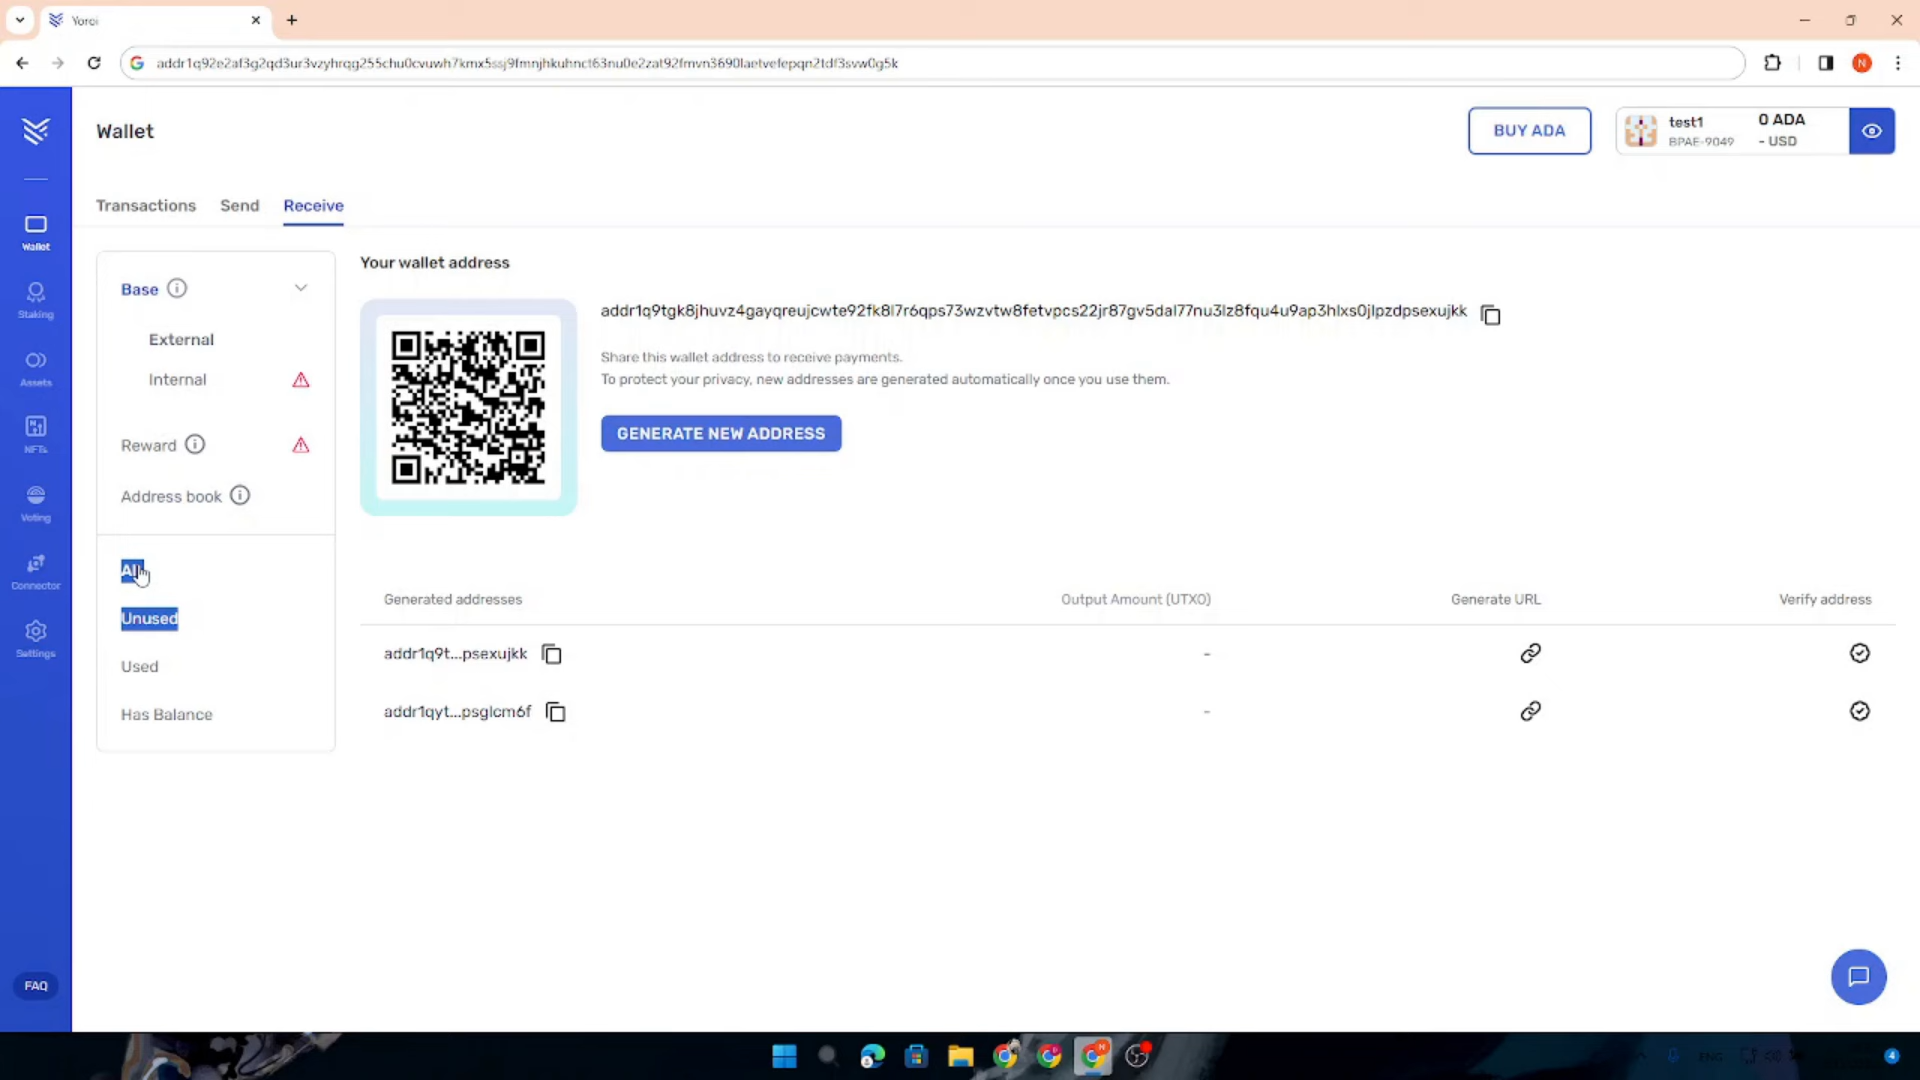 Yoroi
addr1q92e2af3g2qd3ur3vzyhrqg255chu0cvuwh7kmx5ssj9fmnjhkuhnct63nu0e2zat92fmvn3690laetvefepqn2tdf3svw0g5k
N
Wallet
BUY ADA
test1
BPAE-9049
0 ADA
- USD
Transactions
Send
Receive
Wallet
Staking
Assets
NFTs
Voting
Connector
Settings
FAQ
Base
External
Internal
Reward
Address book
All
Unused
Used
Has Balance
Your wallet address
addr1q9tgk8jhuvz4gayqreujcwte92fk8l7r6qps73wzvtw8fetvpcs22jr87gv5dal77nu3lz8fqu4u9ap3hlxs0jlpzdpsexujkk
Share this wallet address to receive payments.
To protect your privacy, new addresses are generated automatically once you use them.
GENERATE NEW ADDRESS
Generated addresses
Output Amount (UTXO)
Generate URL
Verify address
addr1q9t...psexujkk
-
addr1qyt...psglcm6f
-
ENG
4